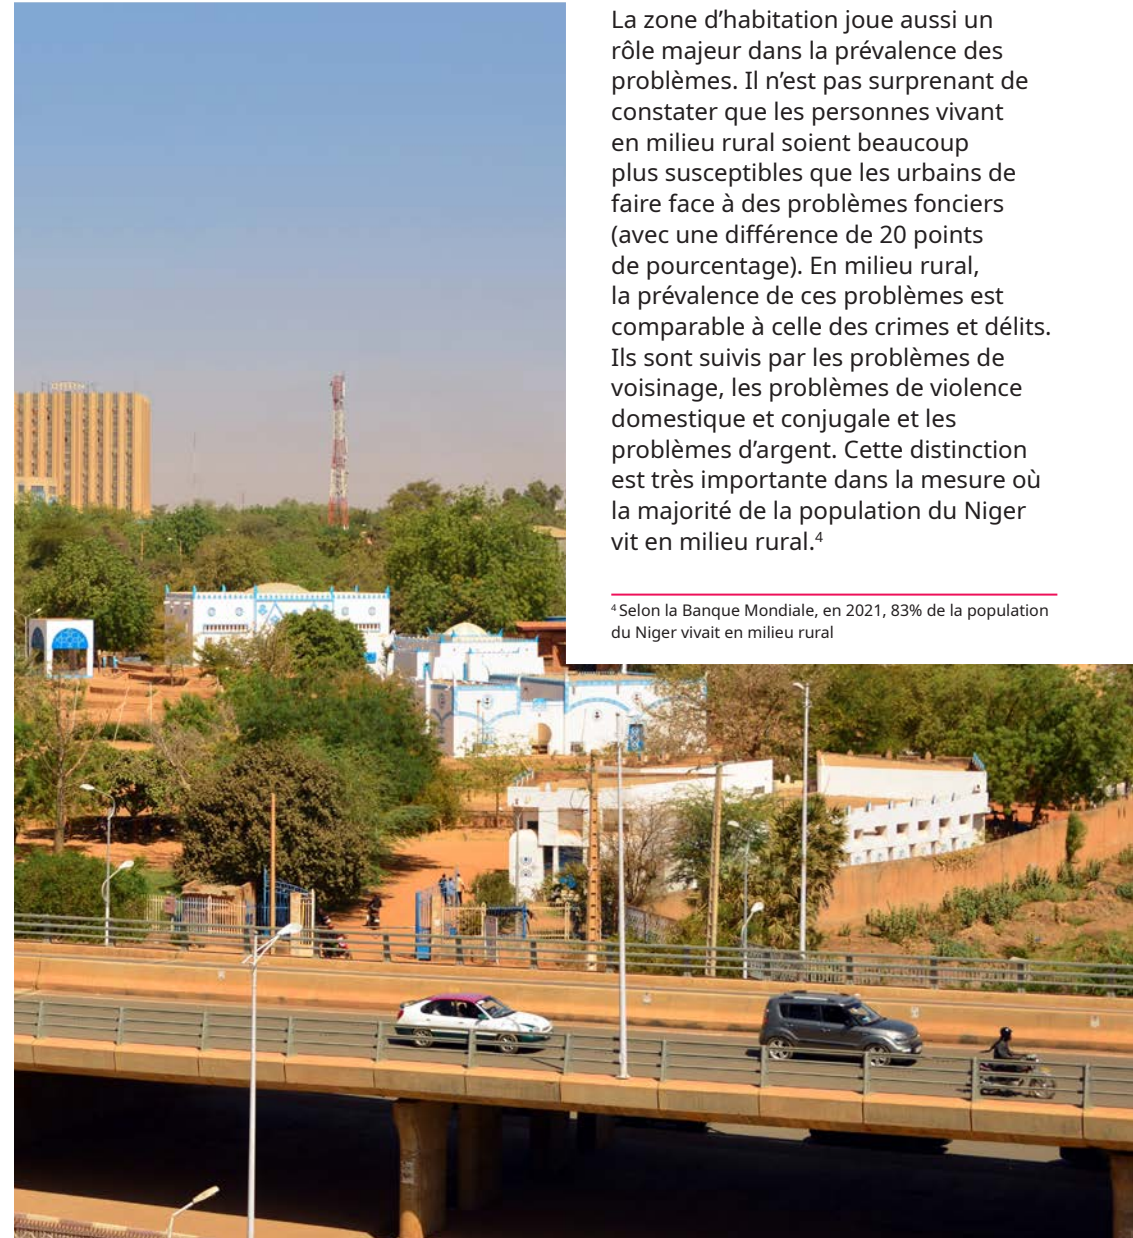 La zone d’habitation joue aussi un
rôle majeur dans la prévalence des
problèmes. Il n’est pas surprenant de
constater que les personnes vivant
en milieu rural soient beaucoup
plus susceptibles que les urbains de
faire face à des problèmes fonciers
(avec une différence de 20 points
de pourcentage). En milieu rural,
la prévalence de ces problèmes est
comparable à celle des crimes et délits.
Ils sont suivis par les problèmes de
voisinage, les problèmes de violence
domestique et conjugale et les
problèmes d’argent. Cette distinction
est très importante dans la mesure où
la majorité de la population du Niger
vit en milieu rural.⁴
⁴ Selon la Banque Mondiale, en 2021, 83% de la population
du Niger vivait en milieu rural